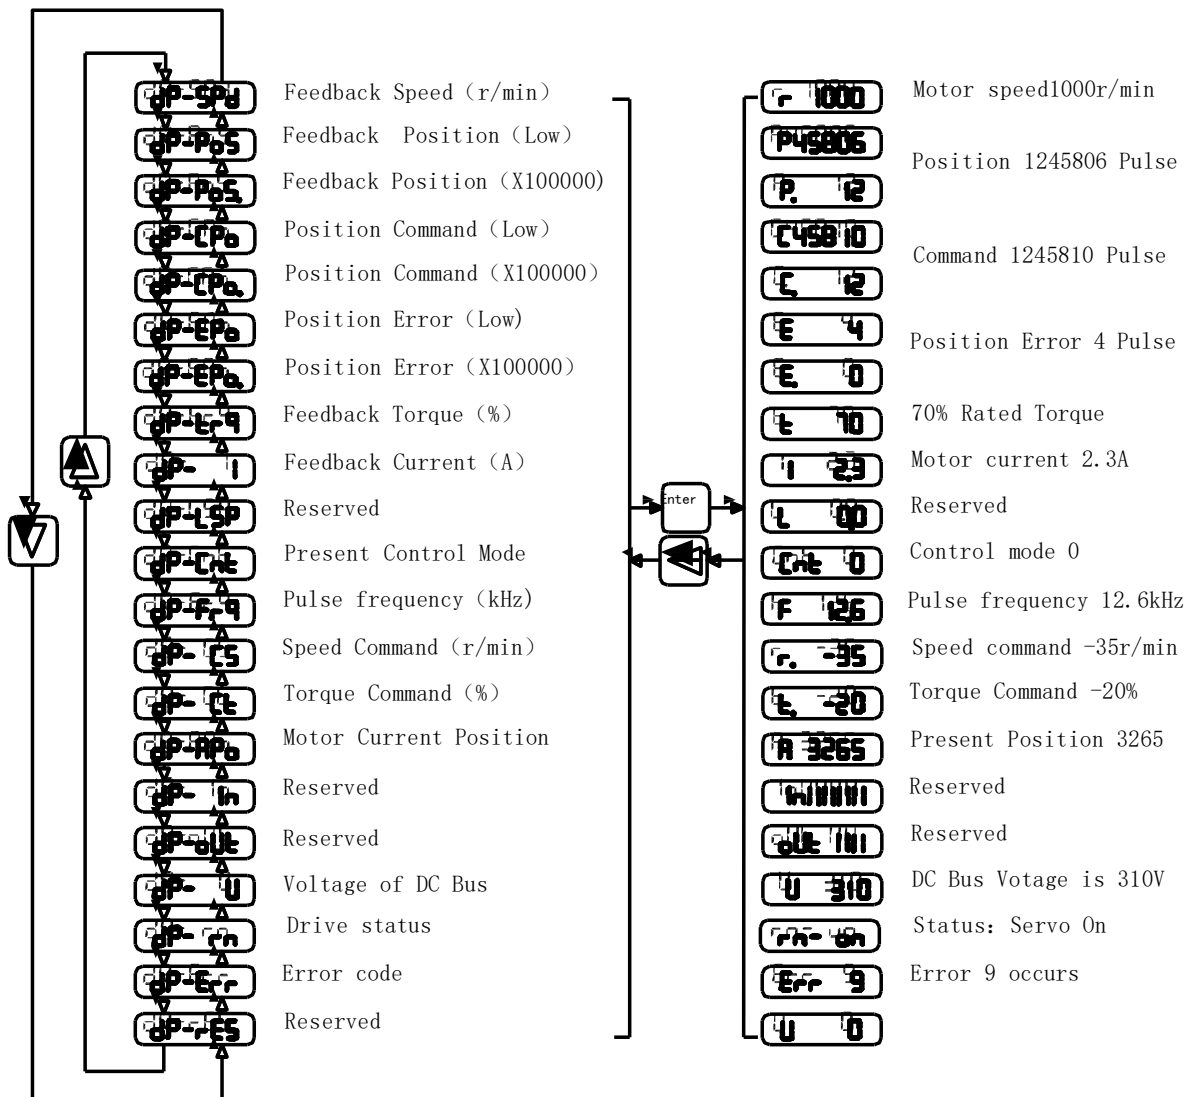 dP-SPd Feedback Speed（r/min） r 1000 Motor speed1000r/min
dP-PoS Feedback Position（Low） P45806
Position 1245806 Pulse
dP-PoS. Feedback Position（X100000） P. 12
dP-CPo Position Command（Low） C45810
Command 1245810 Pulse
dP-CPo. Position Command（X100000） C. 12
dP-EPo Position Error（Low） E 4
Position Error 4 Pulse
dP-EPo. Position Error（X100000） E. 0
dP-trq Feedback Torque（%） t 70 70% Rated Torque
dP- I Feedback Current（A） I 2.3 Motor current 2.3A
dP-LSP Reserved L 00 Reserved
Enter
dP-Cnt Present Control Mode Cnt 0 Control mode 0
dP-Frq Pulse frequency（kHz） F 12.6 Pulse frequency 12.6kHz
dP- CS Speed Command（r/min） r. -35 Speed command -35r/min
dP- Ct Torque Command（%） t. -20 Torque Command -20%
dP-APo Motor Current Position A 3265 Present Position 3265
dP- In Reserved Reserved
dP-oUt Reserved oUt Reserved
dP- U Voltage of DC Bus U 310 DC Bus Votage is 310V
dP- rn Drive status rn- on Status: Servo On
dP-Err Error code Err 9 Error 9 occurs
dP-rES Reserved U 0